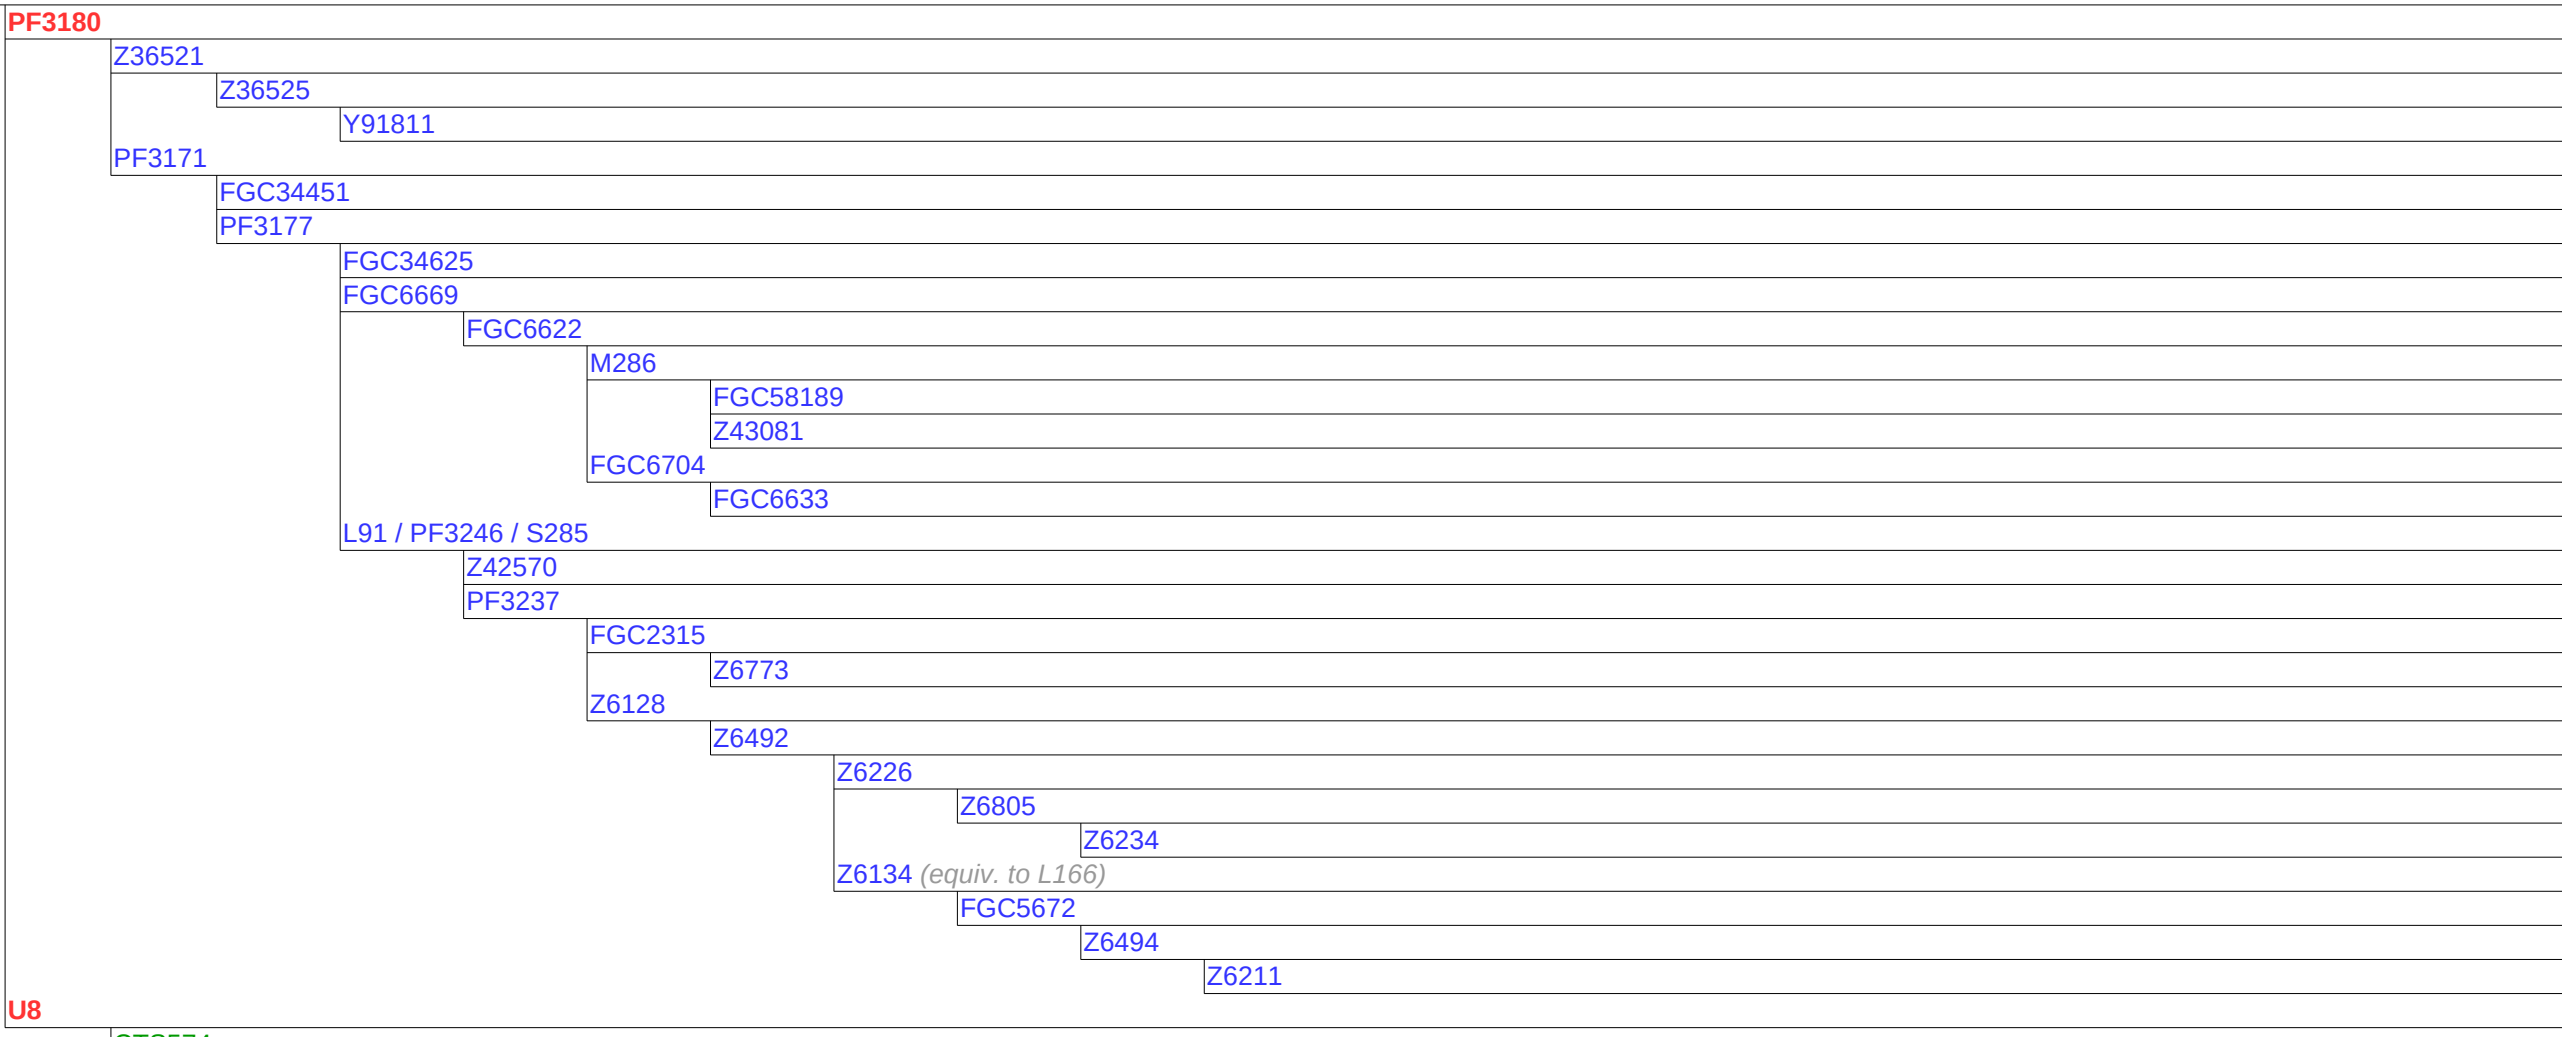 PF3180
Z36521
Z36525
Y91811
PF3171
FGC34451
PF3177
FGC34625
FGC6669
FGC6622
M286
FGC58189
Z43081
FGC6704
FGC6633
L91 / PF3246 / S285
Z42570
PF3237
FGC2315
Z6773
Z6128
Z6492
Z6226
Z6805
Z6234
Z6134 (equiv. to L166)
FGC5672
Z6494
Z6211
U8